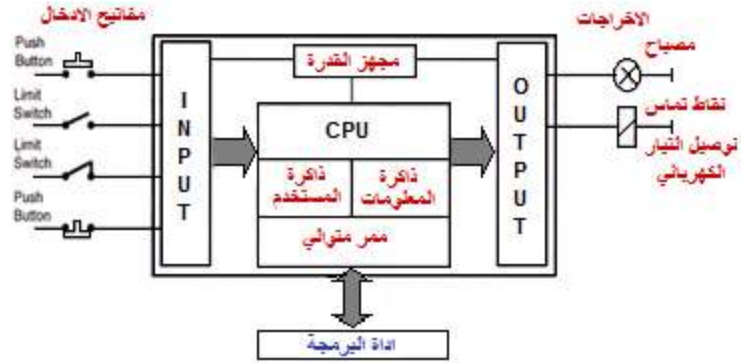 مفاتيح الادخال
الاخراجات
Push
Button
Limit
Switch
Limit
Switch
Push
Button
INPUT
مجهز القدرة
CPU
ذاكرة
المستخدم
ذاكرة
المعلومات
ممر متوالي
OUTPUT
مصباح
نقاط تماس
توصيل التيار
الكهربائي
اداة البرمجة